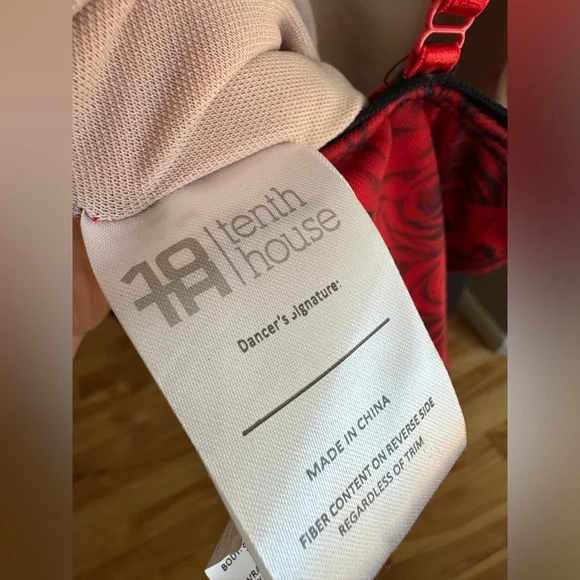 tenth
house
Dancer's Signature:
MADE IN CHINA
FIBER CONTENT ON REVERSE SIDE
REGARDLESS OF TRIM